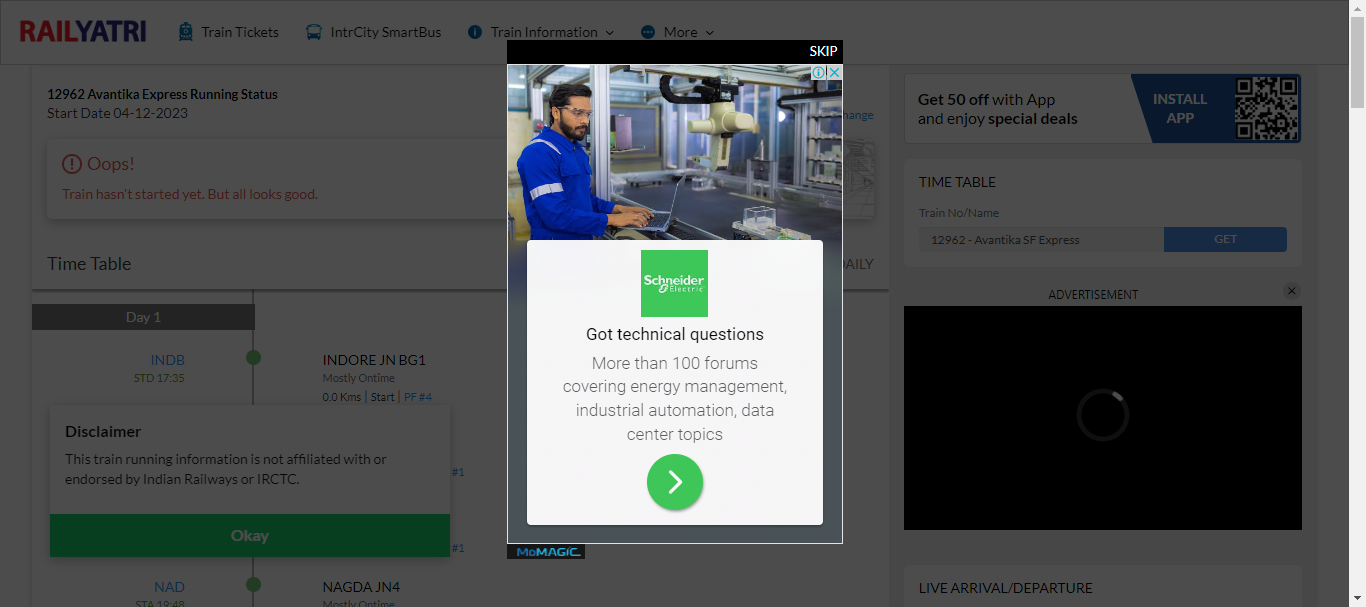 RAILYATRI
Train Tickets
IntrCity SmartBus
Train Information
More
SKIP
12962 Avantika Express Running Status
Start Date 04-12-2023
Oops!
Train hasn't started yet. But all looks good.
Time Table
Day 1
INDB
STD 17:35
INDORE JN BG1
Mostly Ontime
0.0 Kms | Start | PF #4
Disclaimer
This train running information is not affiliated with or
endorsed by Indian Railways or IRCTC.
#1
Okay
#1
NAD
STA 19:48
NAGDA JN4
Mostly Ontime
Schneider
Electric
Got technical questions
More than 100 forums
covering energy management,
industrial automation, data
center topics
MoMAGIC
Get 50 off with App
and enjoy special deals
INSTALL
APP
TIME TABLE
Train No/Name
12962 - Avantika SF Express
GET
ADVERTISEMENT
LIVE ARRIVAL/DEPARTURE